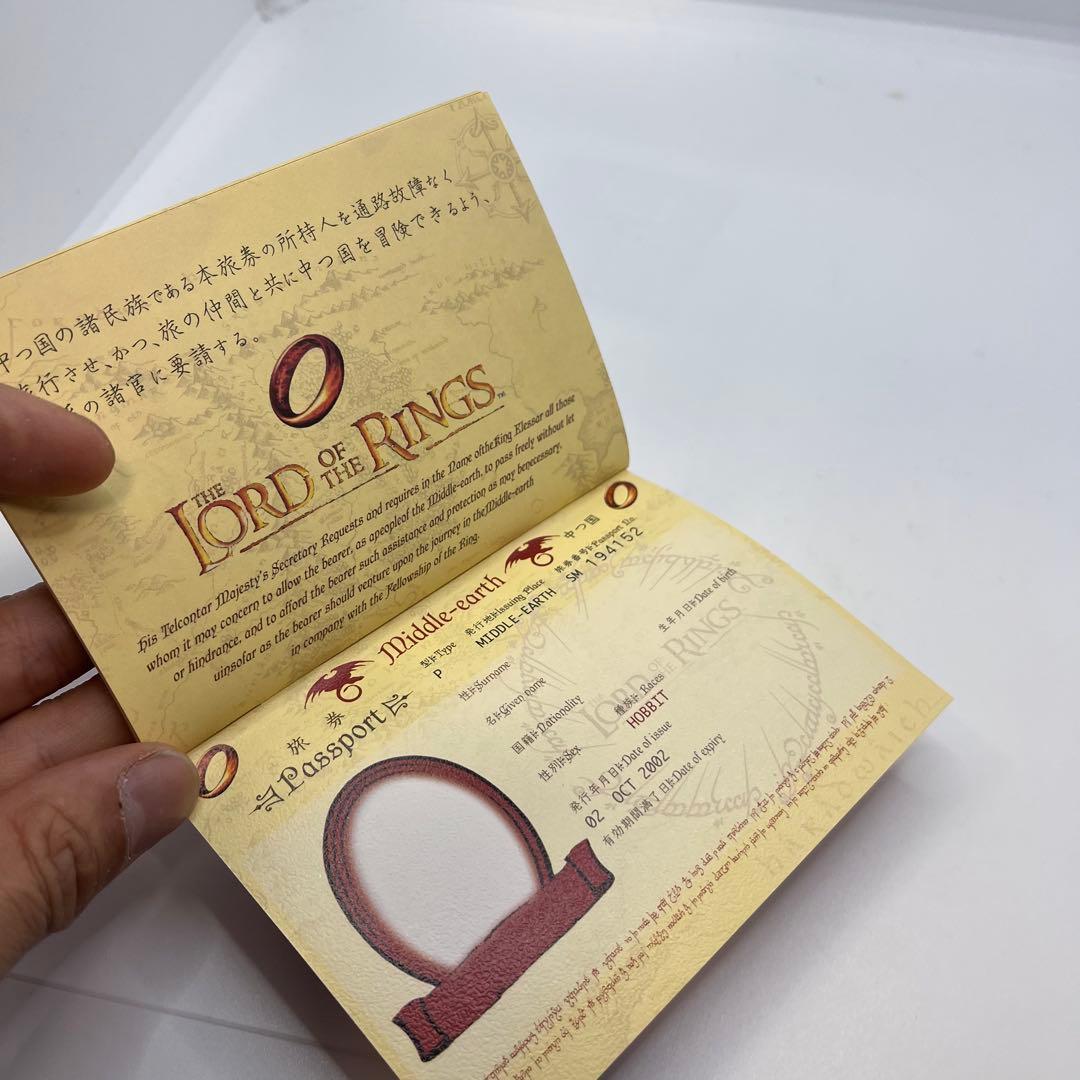 中つ国の諸民族である本旅券の所持人を通路故障なく
行させ、かつ、旅の仲間と共に中つ国を冒険できるよう、
の諸官に要請する。
THE
LORD
OF
THE
RINGS™
His Telcontar Majesty's Secretary Requests and requires in the Name oftheKing Elessar all those
whom it may concern to allow the bearer, as apeopleof the Middle-earth, to pass freely without let
or hindrance, and to afford the bearer such assistance and protection as may benecessary,
uinsofar as the bearer should venture upon the journey in theMiddle-earth
in company with the Fellowship of the Ring.
旅 券
Passport
Middle-earth
中つ国
型 Type
P
発行地 Issuing Place
MIDDLE-EARTH
旅券番号 Passport No.
SM 194152
姓 Surname
名 Given name
生年月日 Date of birth
国籍 Nationality
種族 Races
HOBBIT
性別 Sex
発行年月日 Date of issue
02 OCT 2002
有効期間満了日 Date of expiry
LORD
OF
THE
RINGS